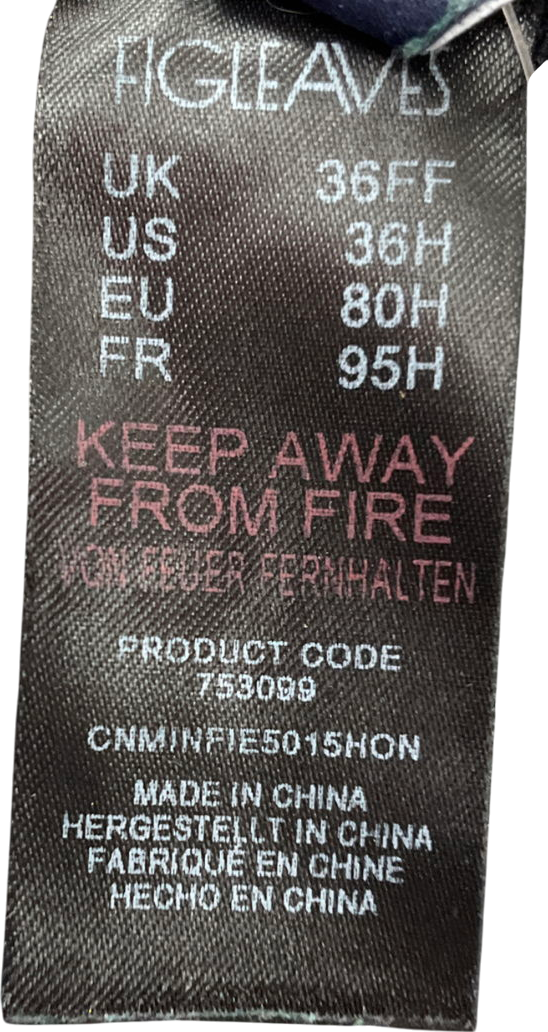 FIGLEAVES
UK 36FF
US 36H
EU 80H
FR 95H
KEEP AWAY
FROM FIRE
VON FEUER FERNHALTEN
PRODUCT CODE
753099
CNMINFIE5015HON
MADE IN CHINA
HERGESTELLT IN CHINA
FABRIQUÉ EN CHINE
HECHO EN CHINA